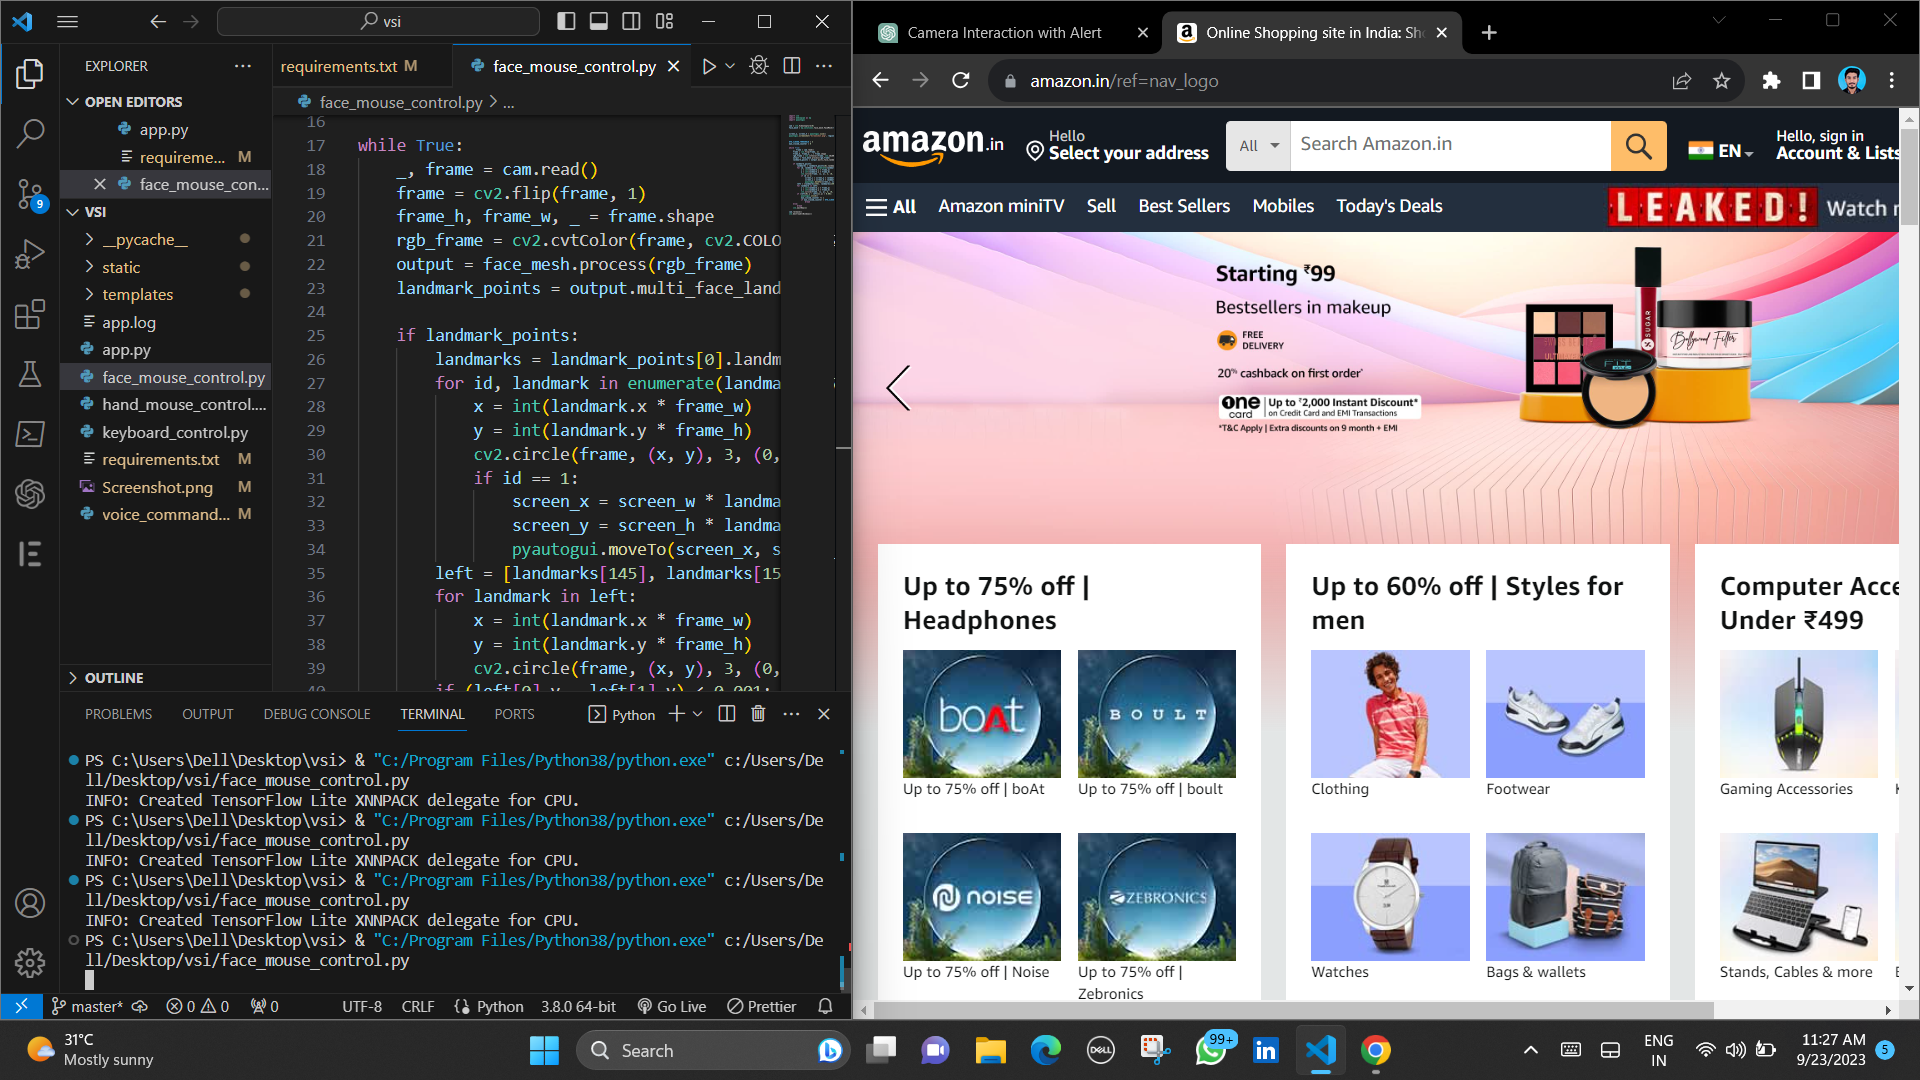 vsi
EXPLORER
OPEN EDITORS
app.py
requireme... M
face_mouse_con...
VSI
__pycache__
static
templates
app.log
app.py
face_mouse_control.py
hand_mouse_control....
keyboard_control.py
requirements.txt M
Screenshot.png M
voice_command... M
OUTLINE
9
requirements.txt M
face_mouse_control.py
face_mouse_control.py > ...
16
17 while True:
18 _, frame = cam.read()
19 frame = cv2.flip(frame, 1)
20 frame_h, frame_w, _ = frame.shape
21 rgb_frame = cv2.cvtColor(frame, cv2.COLO
22 output = face_mesh.process(rgb_frame)
23 landmark_points = output.multi_face_land
24
25 if landmark_points:
26 landmarks = landmark_points[0].landm
27 for id, landmark in enumerate(landma
28 x = int(landmark.x * frame_w)
29 y = int(landmark.y * frame_h)
30 cv2.circle(frame, (x, y), 3, (0,
31 if id == 1:
32 screen_x = screen_w * landma
33 screen_y = screen_h * landma
34 pyautogui.moveTo(screen_x, s
35 left = [landmarks[145], landmarks[15
36 for landmark in left:
37 x = int(landmark.x * frame_w)
38 y = int(landmark.y * frame_h)
39 cv2.circle(frame, (x, y), 3, (0,
40 if (left[0].y - left[1].y) < 0.001:
PROBLEMS OUTPUT DEBUG CONSOLE TERMINAL PORTS Python
PS C:\Users\Dell\Desktop\vsi> & "C:/Program Files/Python38/python.exe" c:/Users/De
ll/Desktop/vsi/face_mouse_control.py
INFO: Created TensorFlow Lite XNNPACK delegate for CPU.
PS C:\Users\Dell\Desktop\vsi> & "C:/Program Files/Python38/python.exe" c:/Users/De
ll/Desktop/vsi/face_mouse_control.py
INFO: Created TensorFlow Lite XNNPACK delegate for CPU.
PS C:\Users\Dell\Desktop\vsi> & "C:/Program Files/Python38/python.exe" c:/Users/De
ll/Desktop/vsi/face_mouse_control.py
INFO: Created TensorFlow Lite XNNPACK delegate for CPU.
PS C:\Users\Dell\Desktop\vsi> & "C:/Program Files/Python38/python.exe" c:/Users/De
ll/Desktop/vsi/face_mouse_control.py
master* 0 0 0 UTF-8 CRLF Python 3.8.0 64-bit Go Live Prettier
Camera Interaction with Alert
Online Shopping site in India: Sh
amazon.in/ref=nav_logo
amazon.in
Hello
Select your address
All
Search Amazon.in
EN
Hello, sign in
Account & Lists
All Amazon miniTV Sell Best Sellers Mobiles Today's Deals
LEAKED! Watch n
Starting ₹99
Bestsellers in makeup
FREE
DELIVERY
20% cashback on first order*
One card
Up to ₹2,000 Instant Discount*
on Credit Card and EMI Transactions
*T&C Apply | Extra discounts on 9 month + EMI
SUGAR
Bollywood Filter
Up to 75% off |
Headphones
boAt
BOULT
Up to 75% off | boAt
Up to 75% off | boult
noise
ZEBRONICS
Up to 75% off | Noise
Up to 75% off |
Zebronics
Up to 60% off | Styles for
men
Clothing
Footwear
Watches
Bags & wallets
Computer Acce
Under ₹499
Gaming Accessories
Stands, Cables & more
31°C
Mostly sunny
Search
DELL
99+
ENG
IN
11:27 AM
9/23/2023
5